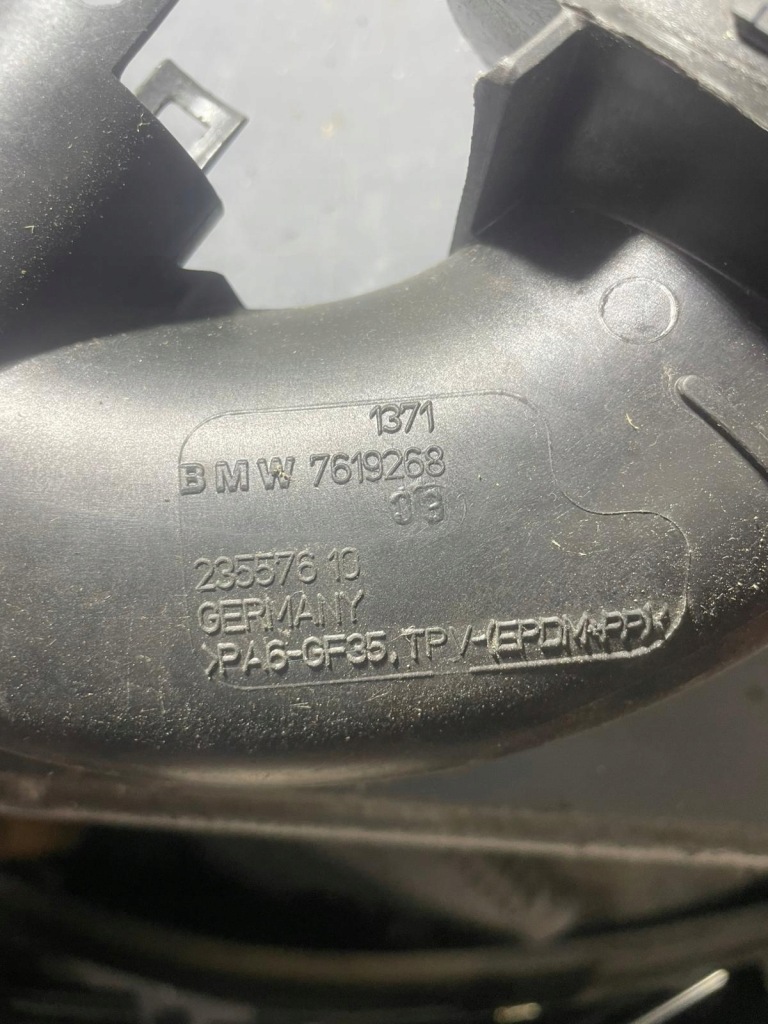 1371
BMW 7619268
03
235576 10
GERMANY
>PA6-GF35,TPV-(EPDM+PP)<